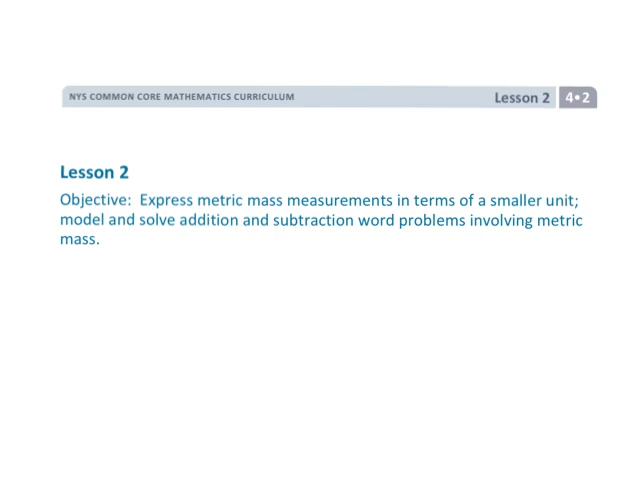 NYS COMMON CORE MATHEMATICS CURRICULUM Lesson 2 4•2
Lesson 2
Objective: Express metric mass measurements in terms of a smaller unit;
model and solve addition and subtraction word problems involving metric
mass.